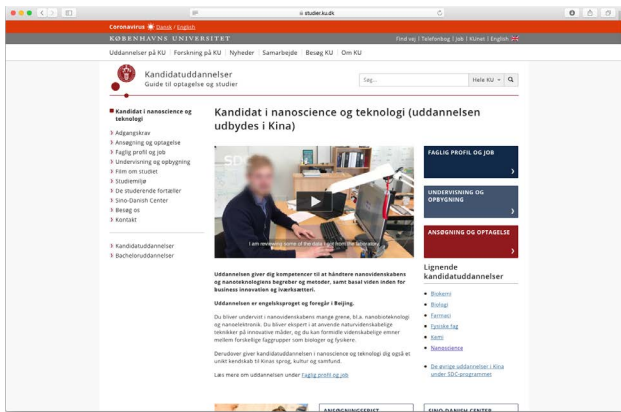 studier.ku.dk
Coronavirus Dansk / English
KØBENHAVNS UNIVERSITET
Find vej | Telefonbog | Job | KUnet | English
Uddannelser på KU
Forskning på KU
Nyheder
Samarbejde
Besøg KU
Om KU
Kandidatuddannelser
Guide til optagelse og studier
Søg...
Hele KU
Kandidat i nanoscience og
teknologi
Adgangskrav
Ansøgning og optagelse
Faglig profil og job
Undervisning og opbygning
Film om studiet
Studiemiljø
De studerende fortæller
Sino-Danish Center
Besøg os
Kontakt
Kandidatuddannelser
Bacheloruddannelser
Kandidat i nanoscience og teknologi (uddannelsen
udbydes i Kina)
SDC
I am reviewing some of the data I got from the laboratory.
Uddannelsen giver dig kompetencer til at håndtere nanovidenskabens
og nanoteknologiens begreber og metoder, samt basal viden inden for
business innovation og iværksætteri.
Uddannelsen er engelsksproget og foregår i Beijing.
Du bliver undervist i nanovidenskabens mange grene, bl.a. nanobioteknologi
og nanoelektronik. Du bliver ekspert i at anvende naturvidenskabelige
teknikker på innovative måder, og du kan formidle videnskabelige emner
mellem forskellige faggrupper som biologer og fysikere.
Derudover giver kandidatuddannelsen i nanoscience og teknologi dig også et
unikt kendskab til Kinas sprog, kultur og samfund.
Læs mere om uddannelsen under Faglig profil og job
FAGLIG PROFIL OG JOB
UNDERVISNING OG
OPBYGNING
ANSØGNING OG OPTAGELSE
Lignende
kandidatuddannelser
Biokemi
Biologi
Farmaci
Fysiske fag
Kemi
Nanoscience
De øvrige uddannelser i Kina
under SDC-programmer
ANSØGNINGSFRIST
SINO-DANISH CENTER